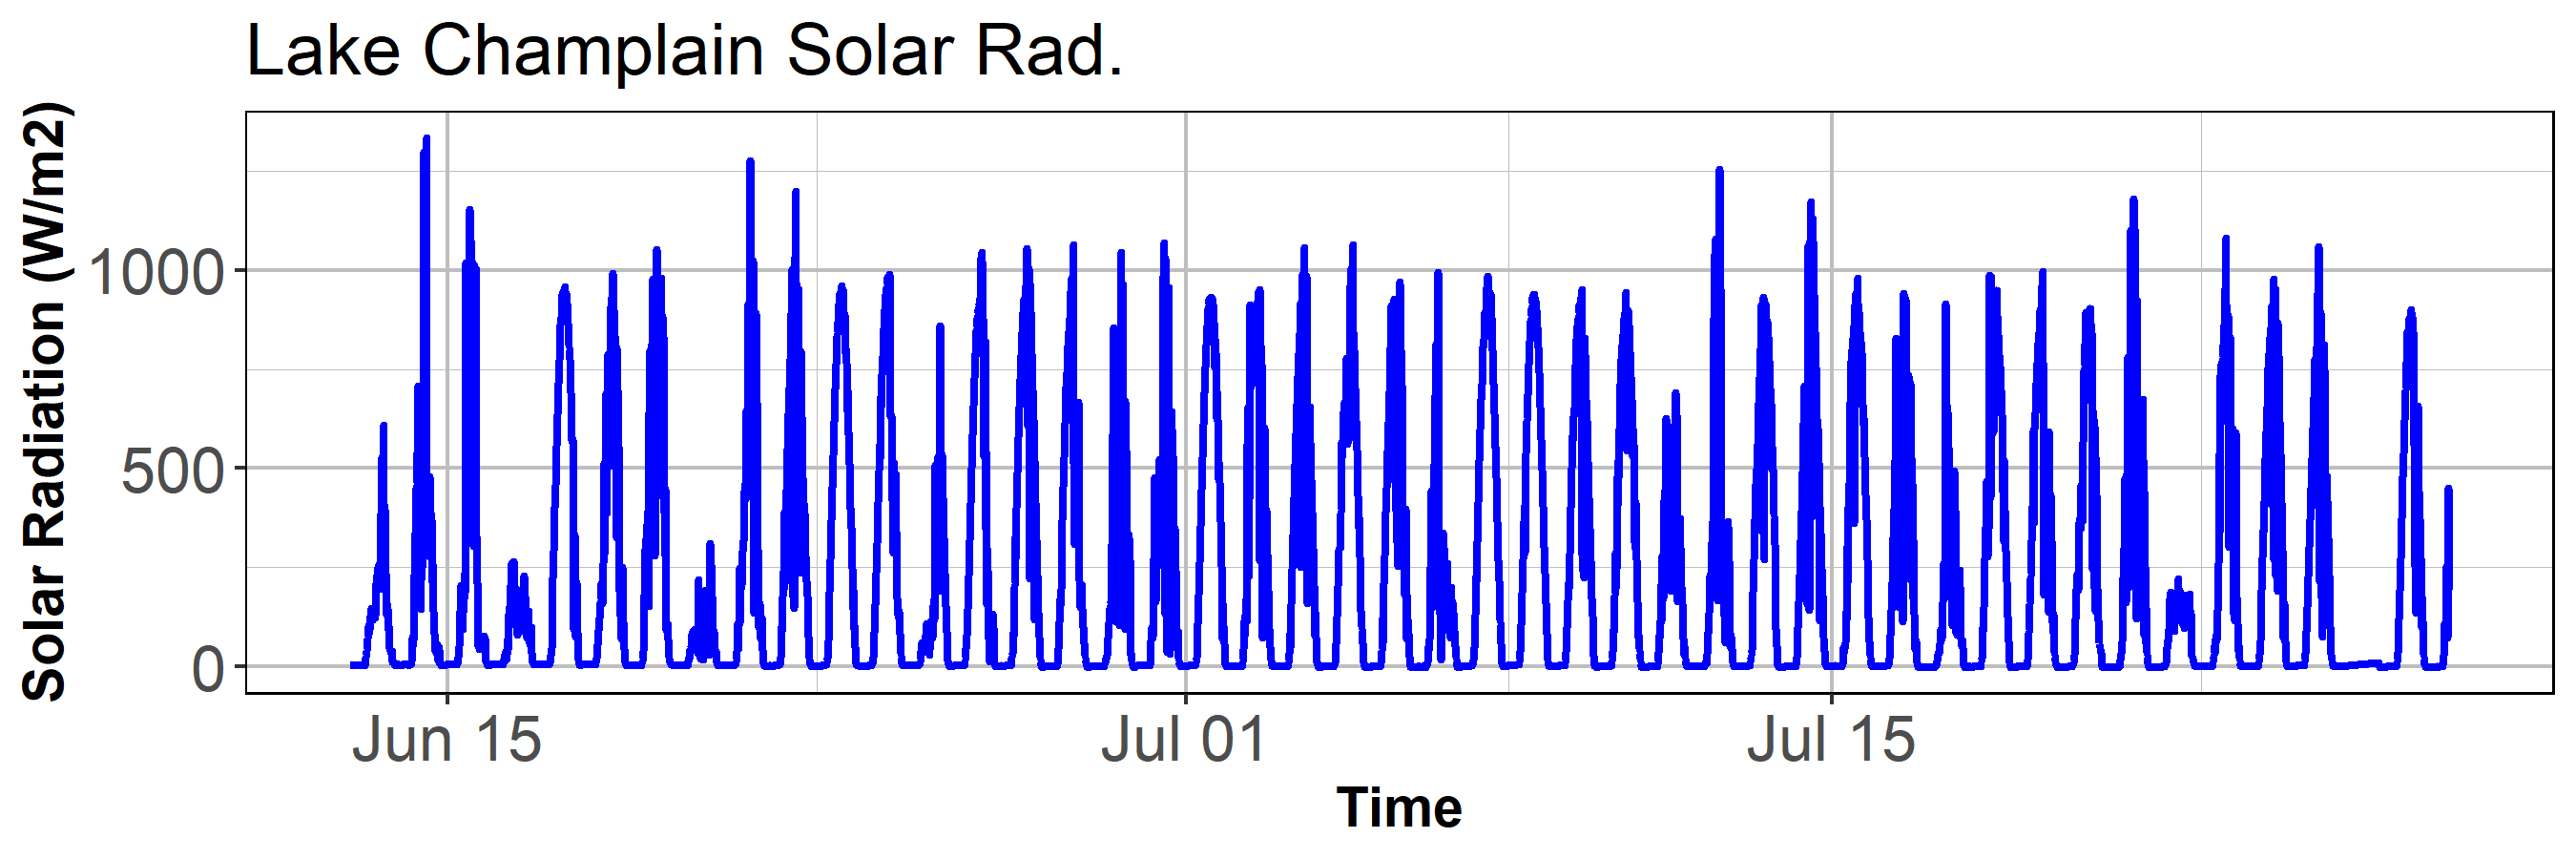 Lake Champlain Solar Rad.
Solar Radiation (W/m2)
1000
500
0
Jun 15
Jul 01
Jul 15
Time